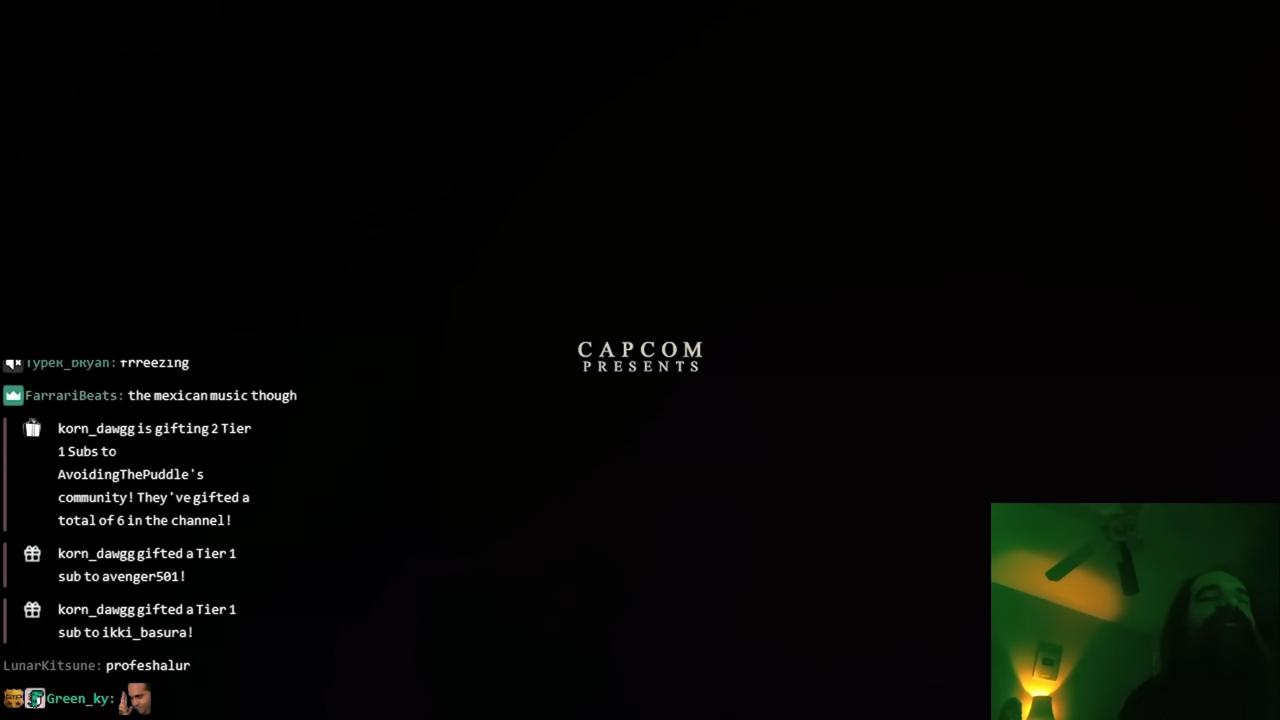 CAPCOM
PRESENTS
TypeR_bRyan: frreezing
FarrariBeats: the mexican music though
korn_dawgg is gifting 2 Tier
1 Subs to
AvoidingThePuddle's
community! They've gifted a
total of 6 in the channel!
korn_dawgg gifted a Tier 1
sub to avenger501!
korn_dawgg gifted a Tier 1
sub to ikki_basura!
LunarKitsune: profeshalur
Green_ky: